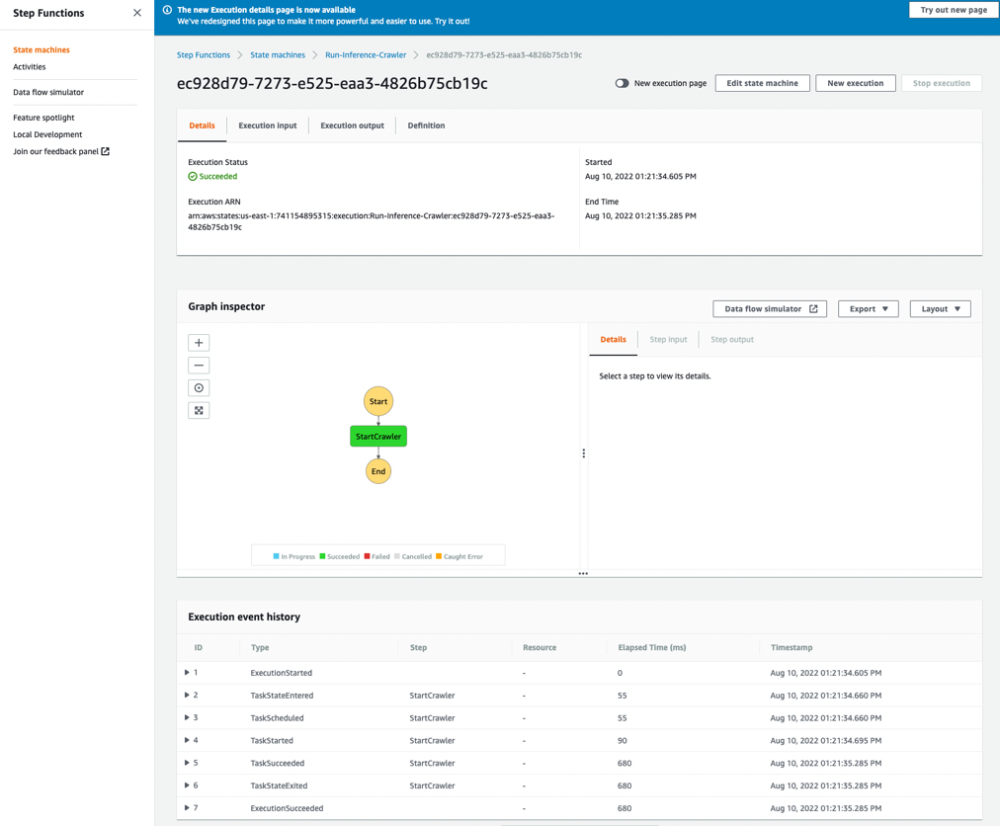 Step Functions
State machines
Activities
Data flow simulator
Feature spotlight
Local Development
Join our feedback panel
The new Execution details page is now available
We've redesigned this page to make it more powerful and easier to use. Try it out!
Try out new page
Step Functions > State machines > Run-Inference-Crawler > ec928d79-7273-e525-eaa3-4826b75cb19c
ec928d79-7273-e525-eaa3-4826b75cb19c
New execution page
Edit state machine
New execution
Stop execution
Details Execution input Execution output Definition
Execution Status
Succeeded
Execution ARN
arn:aws:states:us-east-1:741154895315:execution:Run-Inference-Crawler:ec928d79-7273-e525-eaa3-
4826b75cb19c
Started
Aug 10, 2022 01:21:34.605 PM
End Time
Aug 10, 2022 01:21:35.285 PM
Graph inspector
Data flow simulator
Export
Layout
Start
StartCrawler
End
In Progress Succeeded Failed Cancelled Caught Error
Details Step input Step output
Select a step to view its details.
Execution event history
ID Type Step Resource Elapsed Time (ms) Timestamp
1 ExecutionStarted - 0 Aug 10, 2022 01:21:34.605 PM
2 TaskStateEntered StartCrawler - 55 Aug 10, 2022 01:21:34.660 PM
3 TaskScheduled StartCrawler - 55 Aug 10, 2022 01:21:34.660 PM
4 TaskStarted StartCrawler - 90 Aug 10, 2022 01:21:34.695 PM
5 TaskSucceeded StartCrawler - 680 Aug 10, 2022 01:21:35.285 PM
6 TaskStateExited StartCrawler - 680 Aug 10, 2022 01:21:35.285 PM
7 ExecutionSucceeded - 680 Aug 10, 2022 01:21:35.285 PM